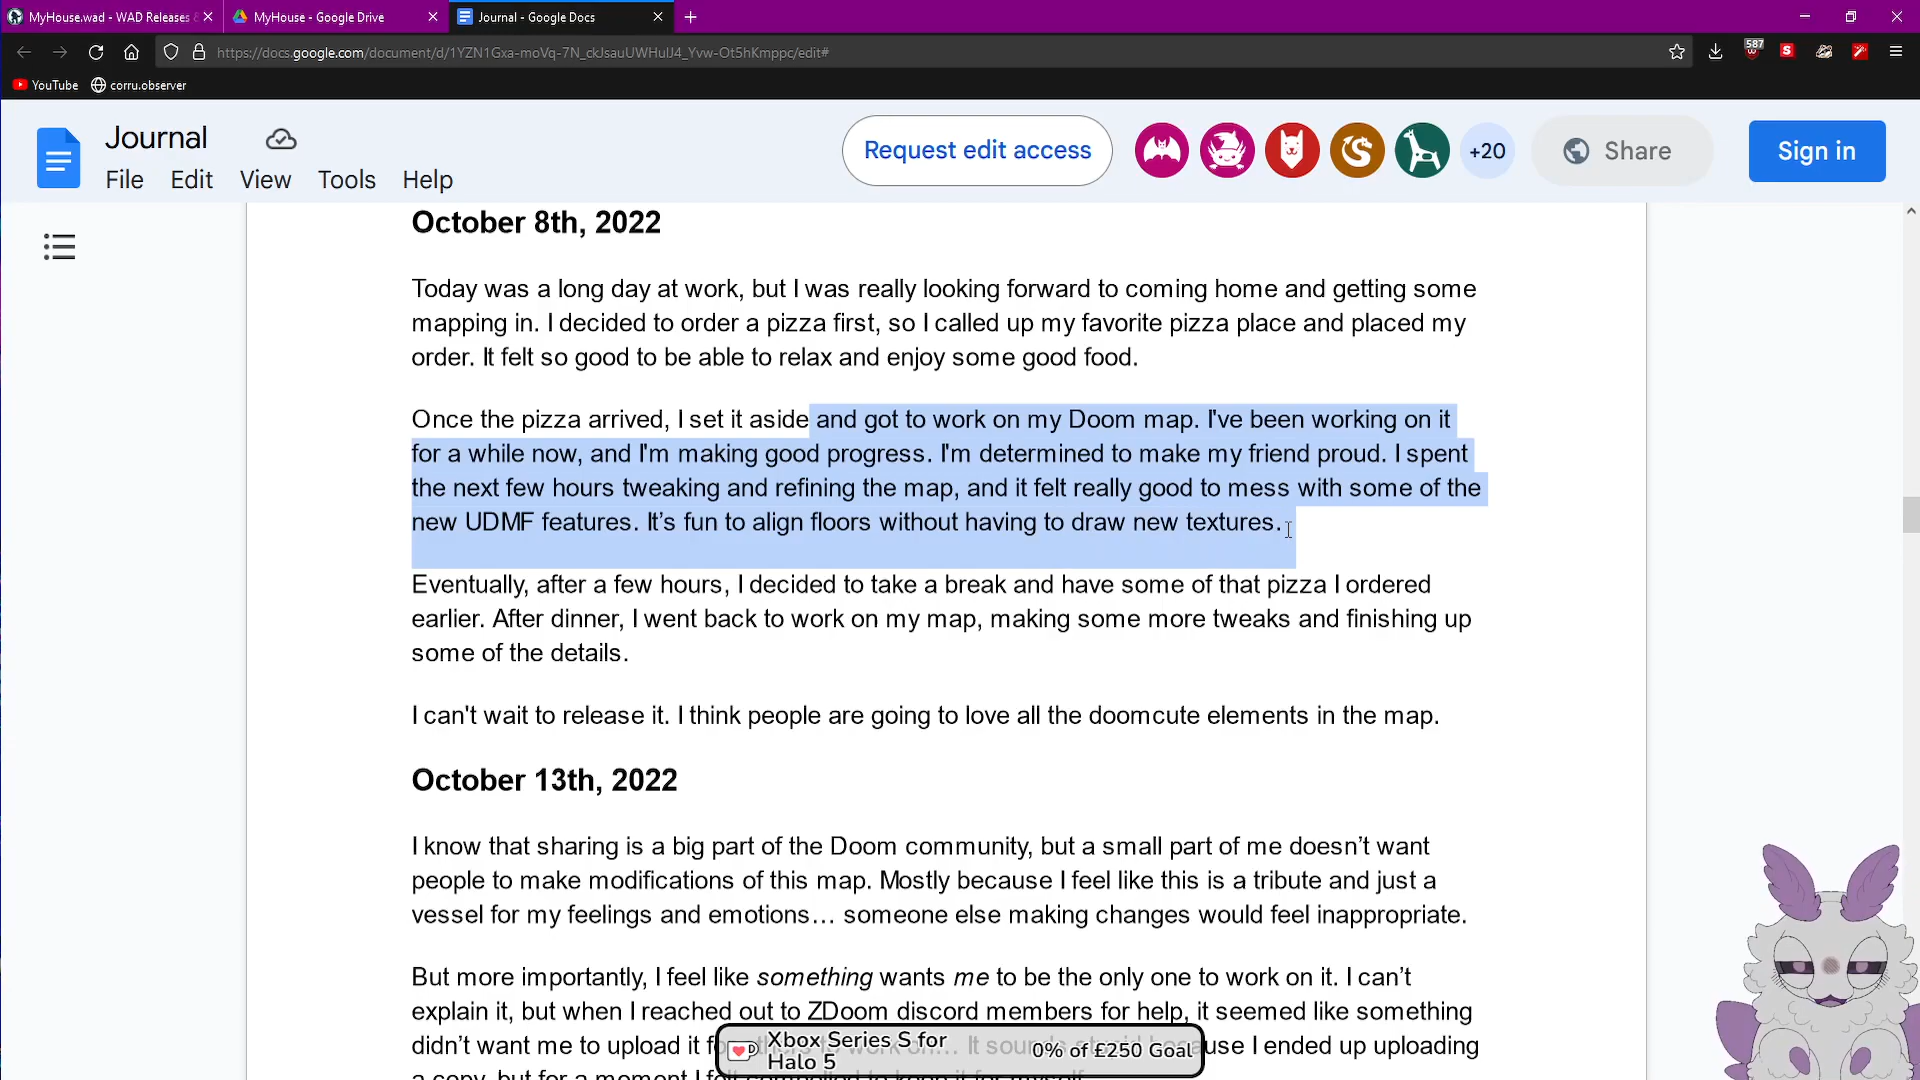 MyHouse.wad - WAD Releases &
MyHouse - Google Drive
Journal - Google Docs
https://docs.google.com/document/d/1YZN1Gxa-moVq-7N_ckJsauUWHulJ4_Yvw-Ot5hKmppc/edit#
587
S
YouTube
corru.observer
Journal
File Edit View Tools Help
Request edit access
+20
Share
Sign in
October 8th, 2022
Today was a long day at work, but I was really looking forward to coming home and getting some
mapping in. I decided to order a pizza first, so I called up my favorite pizza place and placed my
order. It felt so good to be able to relax and enjoy some good food.
Once the pizza arrived, I set it aside and got to work on my Doom map. I've been working on it
for a while now, and I'm making good progress. I'm determined to make my friend proud. I spent
the next few hours tweaking and refining the map, and it felt really good to mess with some of the
new UDMF features. It’s fun to align floors without having to draw new textures.
Eventually, after a few hours, I decided to take a break and have some of that pizza I ordered
earlier. After dinner, I went back to work on my map, making some more tweaks and finishing up
some of the details.
I can't wait to release it. I think people are going to love all the doomcute elements in the map.
October 13th, 2022
I know that sharing is a big part of the Doom community, but a small part of me doesn’t want
people to make modifications of this map. Mostly because I feel like this is a tribute and just a
vessel for my feelings and emotions… someone else making changes would feel inappropriate.
But more importantly, I feel like something wants me to be the only one to work on it. I can’t
explain it, but when I reached out to ZDoom discord members for help, it seemed like something
didn’t want me to upload it I ended up uploading
Xbox Series S for
Halo 5
0% of £250 Goal